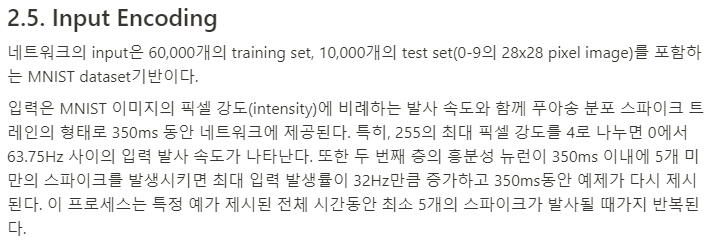 2.5. Input Encoding
네트워크의 input은 60,000개의 training set, 10,000개의 test set(0-9의 28x28 pixel image)를 포함하
는 MNIST dataset기반이다.
입력은 MNIST 이미지의 픽셀 강도(intensity)에 비례하는 발사 속도와 함께 푸아송 분포 스파이크 트
레인의 형태로 350ms 동안 네트워크에 제공된다. 특히, 255의 최대 픽셀 강도를 4로 나누면 0에서
63.75Hz 사이의 입력 발사 속도가 나타난다. 또한 두 번째 층의 흥분성 뉴런이 350ms 이내에 5개 미
만의 스파이크를 발생시키면 최대 입력 발생률이 32Hz만큼 증가하고 350ms동안 예제가 다시 제시
된다. 이 프로세스는 특정 예가 제시된 전체 시간동안 최소 5개의 스파이크가 발사될 때가지 반복된
다.